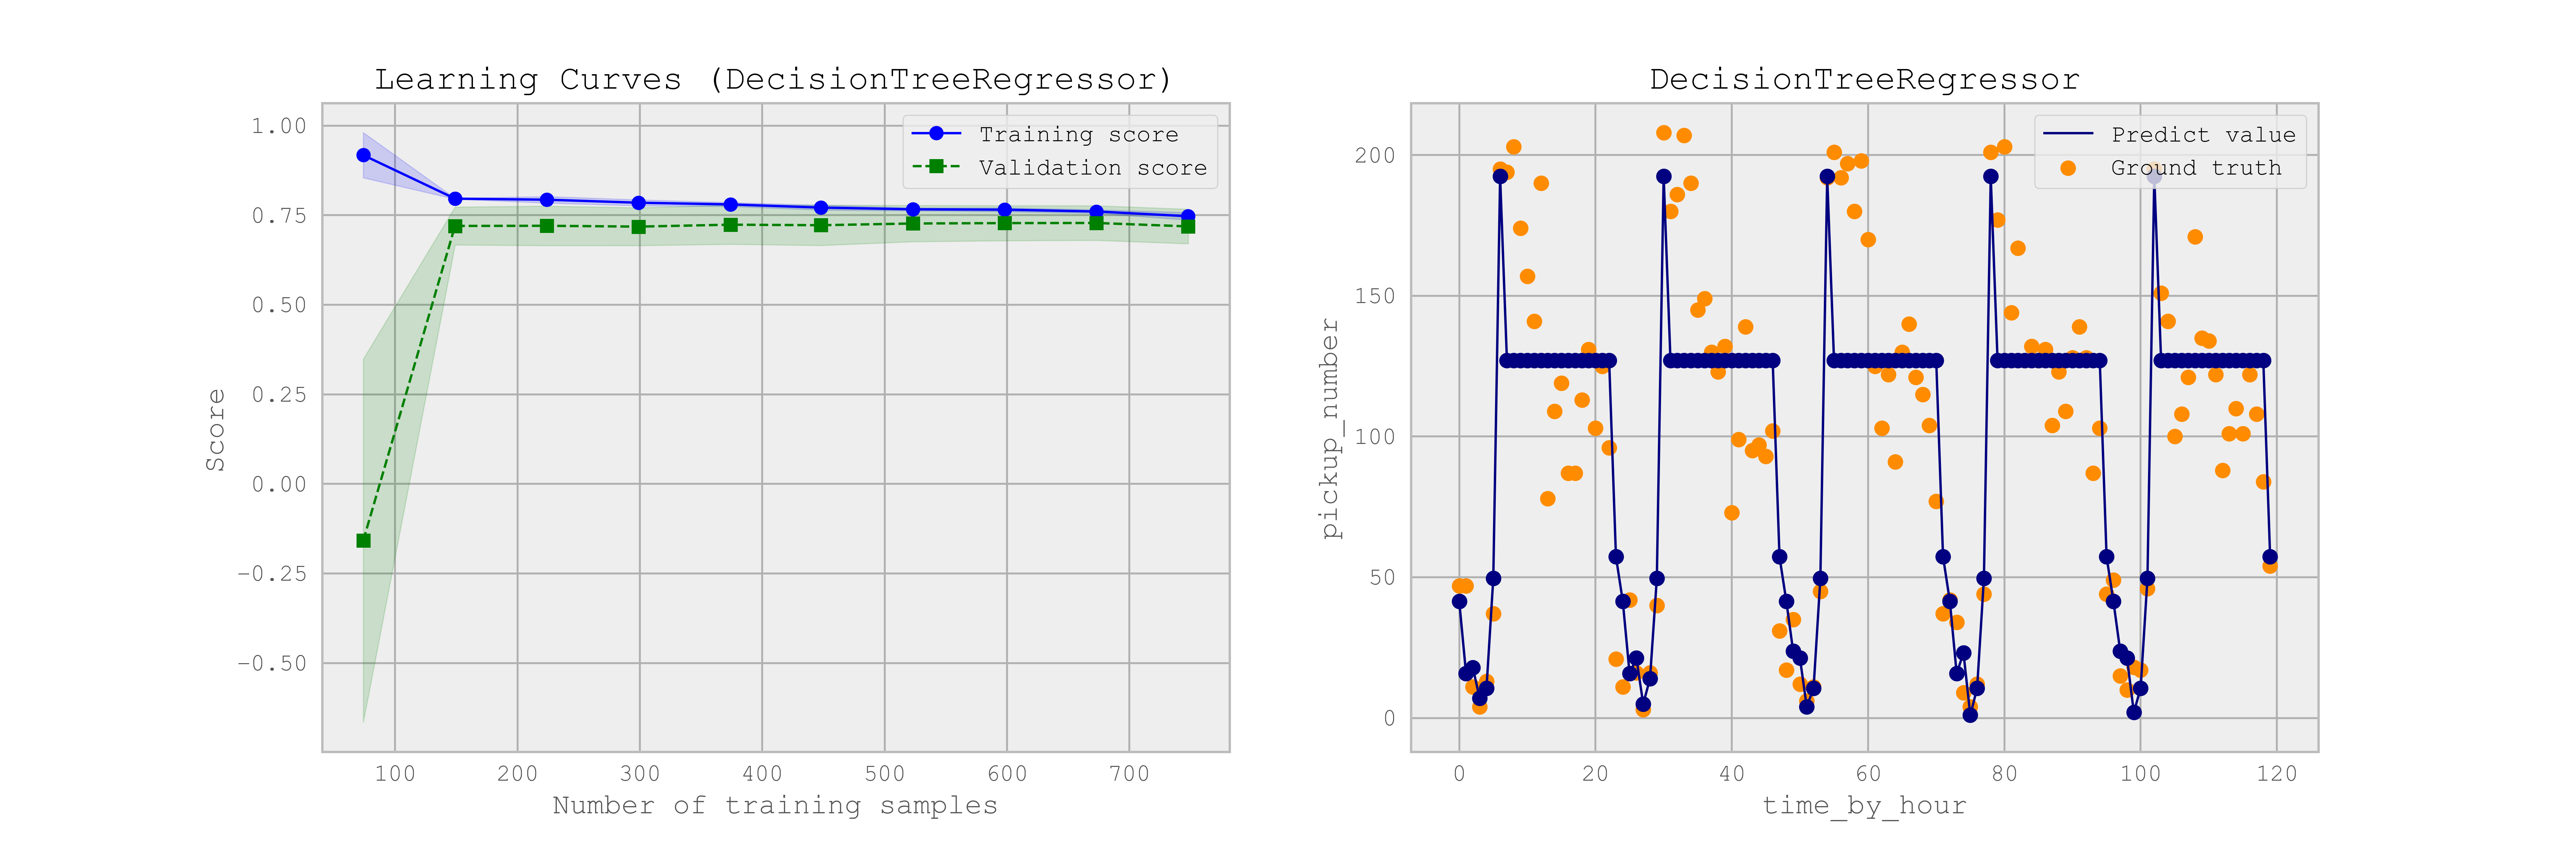 Learning Curves (DecisionTreeRegressor)
Training score
Validation score
1.00
0.75
0.50
0.25
0.00
−0.25
−0.50
Score
100 200 300 400 500 600 700
Number of training samples
DecisionTreeRegressor
Predict value
Ground truth
200
150
100
50
0
pickup_number
0 20 40 60 80 100 120
time_by_hour